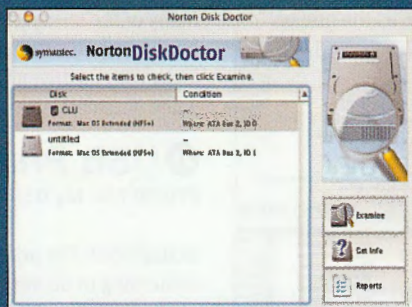 Norton Disk Doctor
symantec. Norton DiskDoctor
Select the items to check, then click Examine.
Disk Condition
CLU –
Format: Mac OS Extended (HFS+) Where: ATA Bus 2, ID 0
untitled –
Format: Mac OS Extended (HFS+) Where: ATA Bus 2, ID 1
Examine
Get Info
Reports